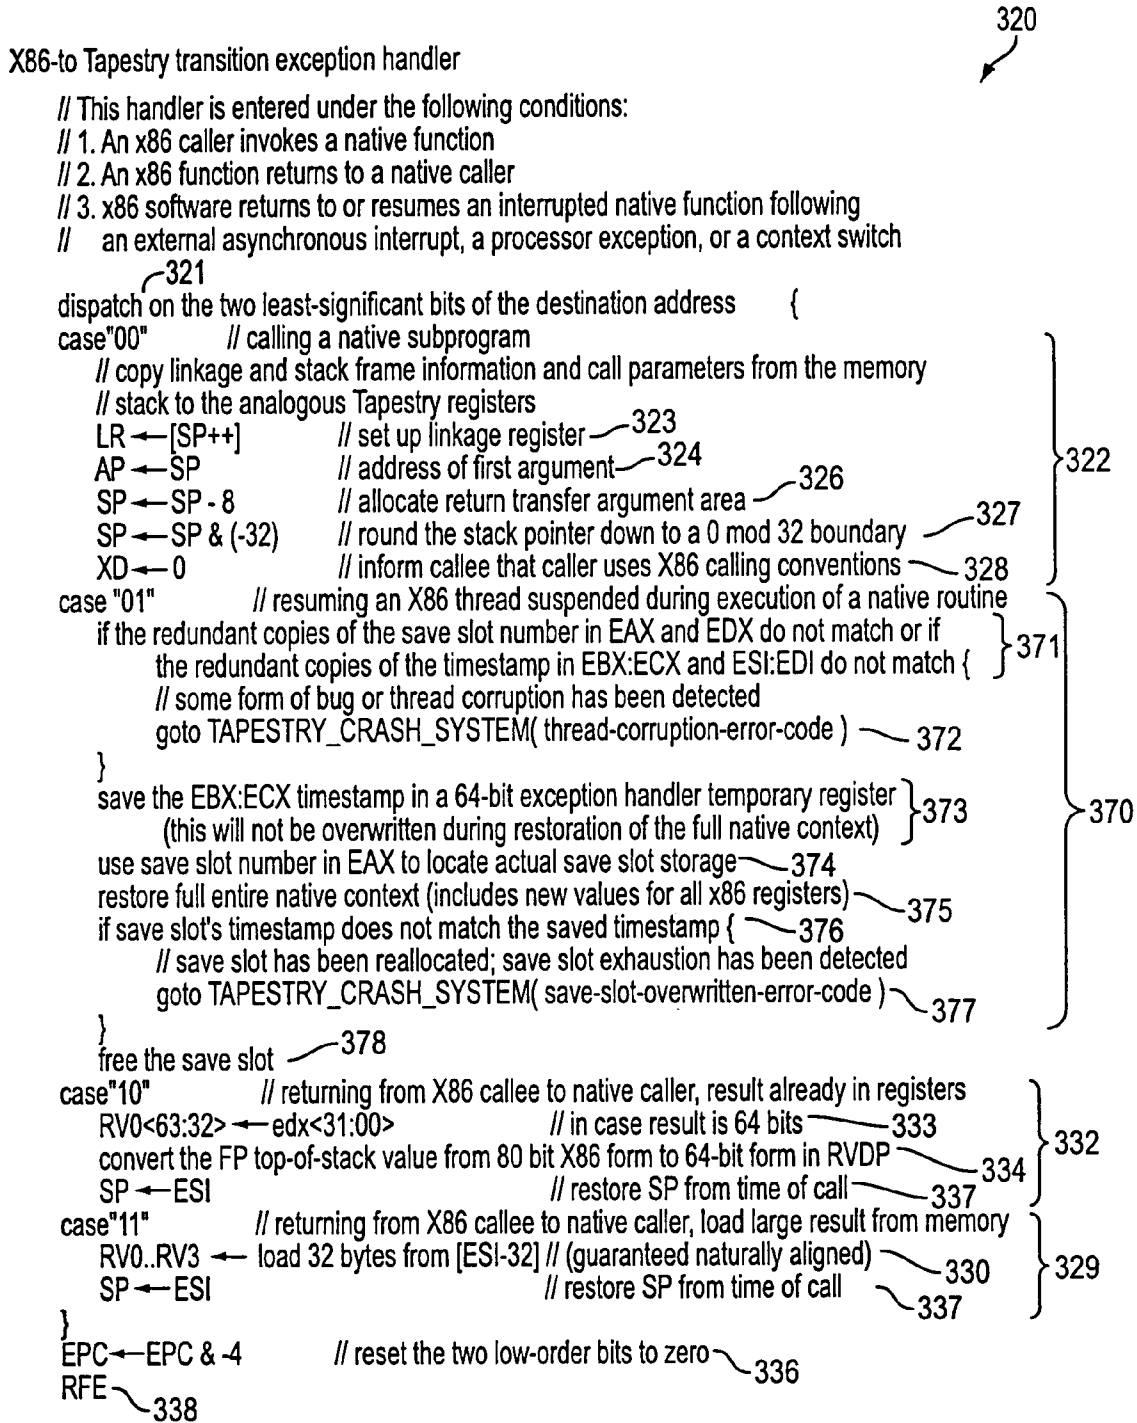 320
X86-to Tapestry transition exception handler
// This handler is entered under the following conditions:
// 1. An x86 caller invokes a native function
// 2. An x86 function returns to a native caller
// 3. x86 software returns to or resumes an interrupted native function following
// an external asynchronous interrupt, a processor exception, or a context switch
321
dispatch on the two least-significant bits of the destination address {
case"00" // calling a native subprogram
// copy linkage and stack frame information and call parameters from the memory
// stack to the analogous Tapestry registers
LR ← [SP++] // set up linkage register 323
AP ← SP // address of first argument 324
322
SP ← SP - 8 // allocate return transfer argument area 326
SP ← SP & (-32) // round the stack pointer down to a 0 mod 32 boundary 327
XD ← 0 // inform callee that caller uses X86 calling conventions 328
case "01" // resuming an X86 thread suspended during execution of a native routine
if the redundant copies of the save slot number in EAX and EDX do not match or if
the redundant copies of the timestamp in EBX:ECX and ESI:EDI do not match { 371
// some form of bug or thread corruption has been detected
goto TAPESTRY_CRASH_SYSTEM( thread-corruption-error-code ) 372
}
save the EBX:ECX timestamp in a 64-bit exception handler temporary register
(this will not be overwritten during restoration of the full native context) 373
370
use save slot number in EAX to locate actual save slot storage 374
restore full entire native context (includes new values for all x86 registers) 375
if save slot's timestamp does not match the saved timestamp { 376
// save slot has been reallocated; save slot exhaustion has been detected
goto TAPESTRY_CRASH_SYSTEM( save-slot-overwritten-error-code ) 377
}
free the save slot 378
case"10" // returning from X86 callee to native caller, result already in registers
RV0<63:32> ← edx<31:00> // in case result is 64 bits 333
332
convert the FP top-of-stack value from 80 bit X86 form to 64-bit form in RVDP 334
SP ← ESI // restore SP from time of call 337
case"11" // returning from X86 callee to native caller, load large result from memory
RV0..RV3 ← load 32 bytes from [ESI-32] // (guaranteed naturally aligned) 330
329
SP ← ESI // restore SP from time of call 337
}
EPC ← EPC & -4 // reset the two low-order bits to zero 336
RFE 338